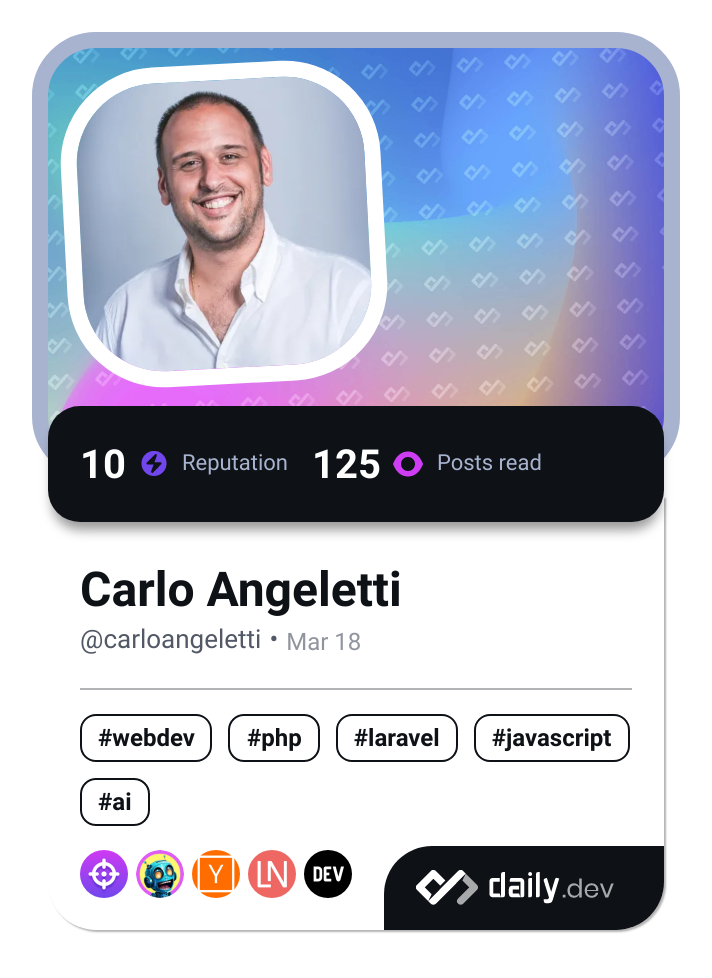 10 Reputation 125 Posts read
Carlo Angeletti
@carloangeletti • Mar 18
#webdev #php #laravel #javascript
#ai
Y LN DEV daily.dev